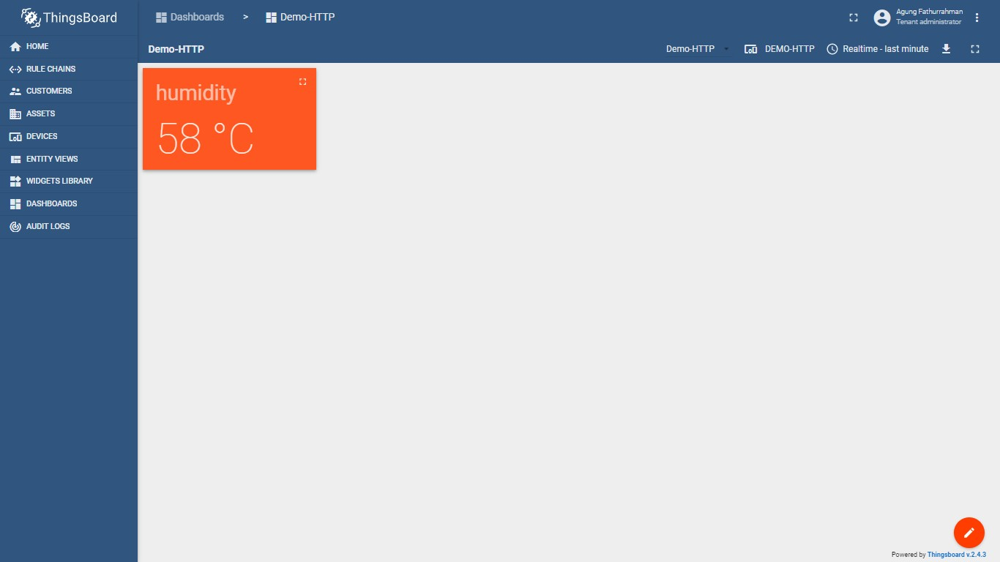 ThingsBoard
Dashboards > Demo-HTTP
Agung Fathurrahman
Tenant administrator
HOME
RULE CHAINS
CUSTOMERS
ASSETS
DEVICES
ENTITY VIEWS
WIDGETS LIBRARY
DASHBOARDS
AUDIT LOGS
Demo-HTTP
Demo-HTTP
DEMO-HTTP
Realtime - last minute
humidity
58 °C
Powered by Thingsboard v.2.4.3